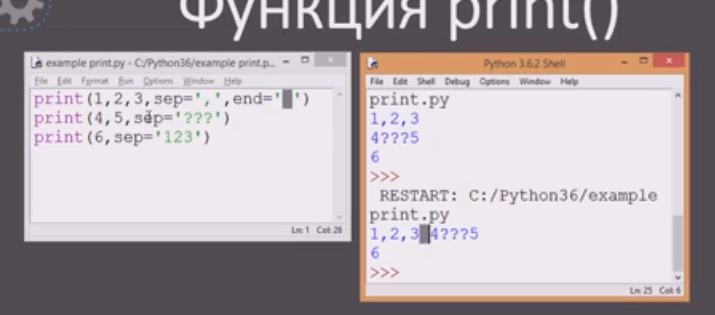 Функция print()
example print.py - C:/Python36/example print.p...
File Edit Format Run Options Window Help
print(1,2,3,sep=',',end=' ')
print(4,5,sep='???')
print(6,sep='123')
Ln: 1 Col: 28
Python 3.6.2 Shell
File Edit Shell Debug Options Window Help
print.py
1,2,3
4???5
6
>>>
RESTART: C:/Python36/example
print.py
1,2,3 4???5
6
>>>
Ln: 25 Col: 6